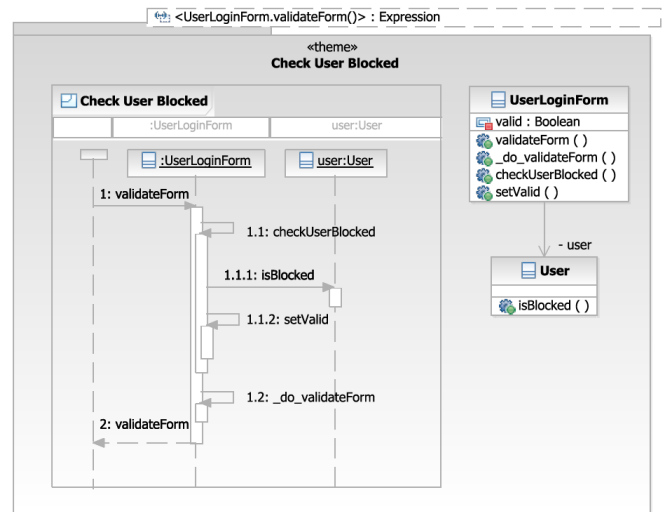 <UserLoginForm.validateForm()> : Expression
«theme»
Check User Blocked
Check User Blocked
:UserLoginForm
user:User
:UserLoginForm
user:User
1: validateForm
1.1: checkUserBlocked
1.1.1: isBlocked
1.1.2: setValid
1.2: _do_validateForm
2: validateForm
UserLoginForm
valid : Boolean
validateForm ( )
_do_validateForm ( )
checkUserBlocked ( )
setValid ( )
- user
User
isBlocked ( )